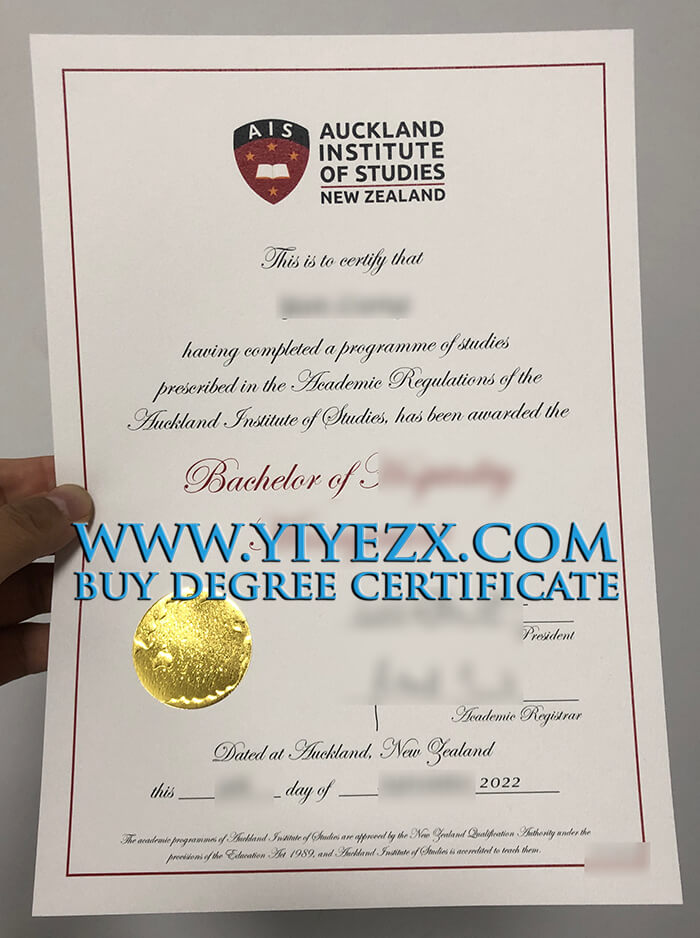 AIS
AUCKLAND
INSTITUTE
OF STUDIES
NEW ZEALAND
This is to certify that
having completed a programme of studies
prescribed in the Academic Regulations of the
Auckland Institute of Studies, has been awarded the
Bachelor of
WWW.YIYEZX.COM
BUY DEGREE CERTIFICATE
President
Academic Registrar
Dated at Auckland, New Zealand
this day of 2022
The academic programmes of Auckland Institute of Studies are approved by the New Zealand Qualification Authority under the
provisions of the Education Act 1989, and Auckland Institute of Studies is accredited to teach them.